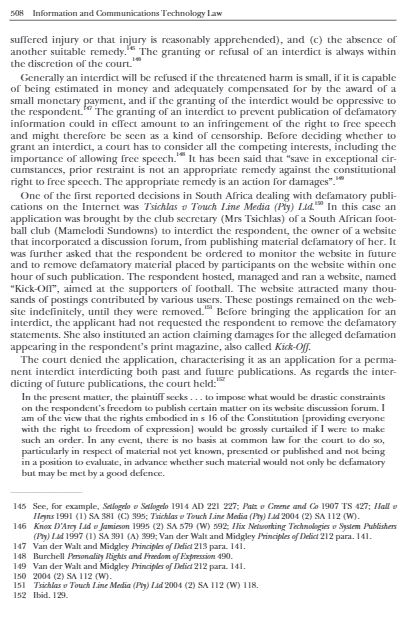 508 Information and Communications Technology Law
suffered injury or that injury is reasonably apprehended), and (c) the absence of
another suitable remedy.145 The granting or refusal of an interdict is always within
the discretion of the court.146
Generally an interdict will be refused if the threatened harm is small, if it is capable
of being estimated in money and adequately compensated for by the award of a
small monetary payment, and if the granting of the interdict would be oppressive to
the respondent.147 The granting of an interdict to prevent publication of defamatory
information could in effect amount to an infringement of the right to free speech
and might therefore be seen as a kind of censorship. Before deciding whether to
grant an interdict, a court has to consider all the competing interests, including the
importance of allowing free speech.148 It has been said that “save in exceptional cir-
cumstances, prior restraint is not an appropriate remedy against the constitutional
right to free speech. The appropriate remedy is an action for damages”.149
One of the first reported decisions in South Africa dealing with defamatory publi-
cations on the Internet was Tsichlas v Touch Line Media (Pty) Ltd.150 In this case an
application was brought by the club secretary (Mrs Tsichlas) of a South African foot-
ball club (Mamelodi Sundowns) to interdict the respondent, the owner of a website
that incorporated a discussion forum, from publishing material defamatory of her. It
was further asked that the respondent be ordered to monitor the website in future
and to remove defamatory material placed by participants on the website within one
hour of such publication. The respondent hosted, managed and ran a website, named
“Kick-Off”, aimed at the supporters of football. The website attracted many thou-
sands of postings contributed by various users. These postings remained on the web-
site indefinitely, until they were removed.151 Before bringing the application for an
interdict, the applicant had not requested the respondent to remove the defamatory
statements. She also instituted an action claiming damages for the alleged defamation
appearing in the respondent’s print magazine, also called Kick-Off.
The court denied the application, characterising it as an application for a perma-
nent interdict interdicting both past and future publications. As regards the inter-
dicting of future publications, the court held:152
In the present matter, the plaintiff seeks . . . to impose what would be drastic constraints
on the respondent’s freedom to publish certain matter on its website discussion forum. I
am of the view that the rights embodied in s 16 of the Constitution [providing everyone
with the right to freedom of expression] would be grossly curtailed if I were to make
such an order. In any event, there is no basis at common law for the court to do so,
particularly in respect of material not yet known, presented or published and not being
in a position to evaluate, in advance whether such material would not only be defamatory
but may be met by a good defence.
145 See, for example, Setlogelo v Setlogelo 1914 AD 221 227; Patz v Greene and Co 1907 TS 427; Hall v
Heyns 1991 (1) SA 381 (C) 395; Tsichlas v Touch Line Media (Pty) Ltd 2004 (2) SA 112 (W).
146 Knox D’Arcy Ltd v Jamieson 1995 (2) SA 579 (W) 592; Hix Networking Technologies v System Publishers
(Pty) Ltd 1997 (1) SA 391 (A) 399; Van der Walt and Midgley Principles of Delict 212 para. 141.
147 Van der Walt and Midgley Principles of Delict 213 para. 141.
148 Burchell Personality Rights and Freedom of Expression 490.
149 Van der Walt and Midgley Principles of Delict 212 para. 141.
150 2004 (2) SA 112 (W).
151 Tsichlas v Touch Line Media (Pty) Ltd 2004 (2) SA 112 (W) 118.
152 Ibid. 129.